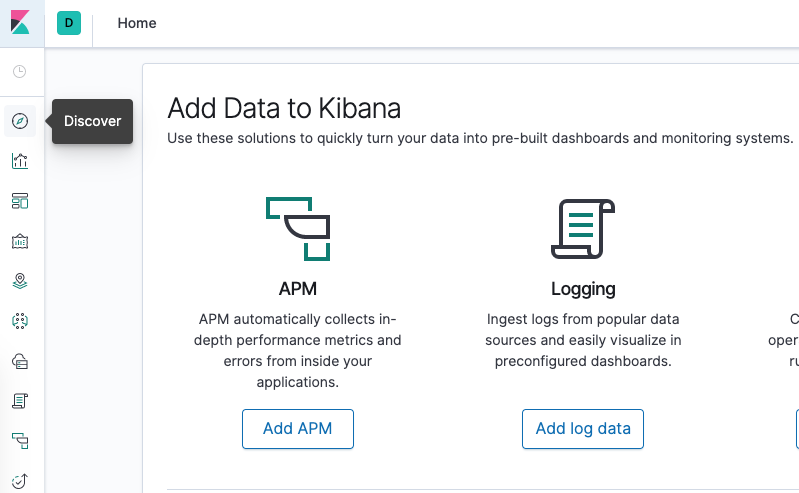 D
Home
Discover
Add Data to Kibana
Use these solutions to quickly turn your data into pre-built dashboards and monitoring systems.
APM
APM automatically collects in-
depth performance metrics and
errors from inside your
applications.
Add APM
Logging
Ingest logs from popular data
sources and easily visualize in
preconfigured dashboards.
Add log data
C
oper
ru